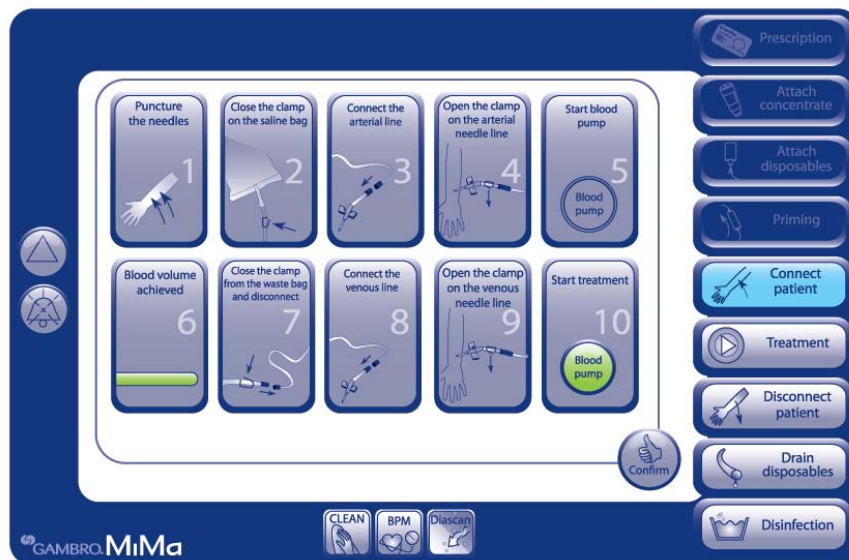 Puncture
the needles
1
Close the clamp
on the saline bag
2
Connect the
arterial line
3
Open the clamp
on the arterial
needle line
4
Start blood
pump
5
Blood
pump
Blood volume
achieved
6
Close the clamp
from the waste bag
and disconnect
7
Connect the
venous line
8
Open the clamp
on the venous
needle line
9
Start treatment
10
Blood
pump
Confirm
Prescription
Attach
concentrate
Attach
disposables
Priming
Connect
patient
Treatment
Disconnect
patient
Drain
disposables
Disinfection
GAMBRO. MiMa
CLEAN
BPM
Diascan